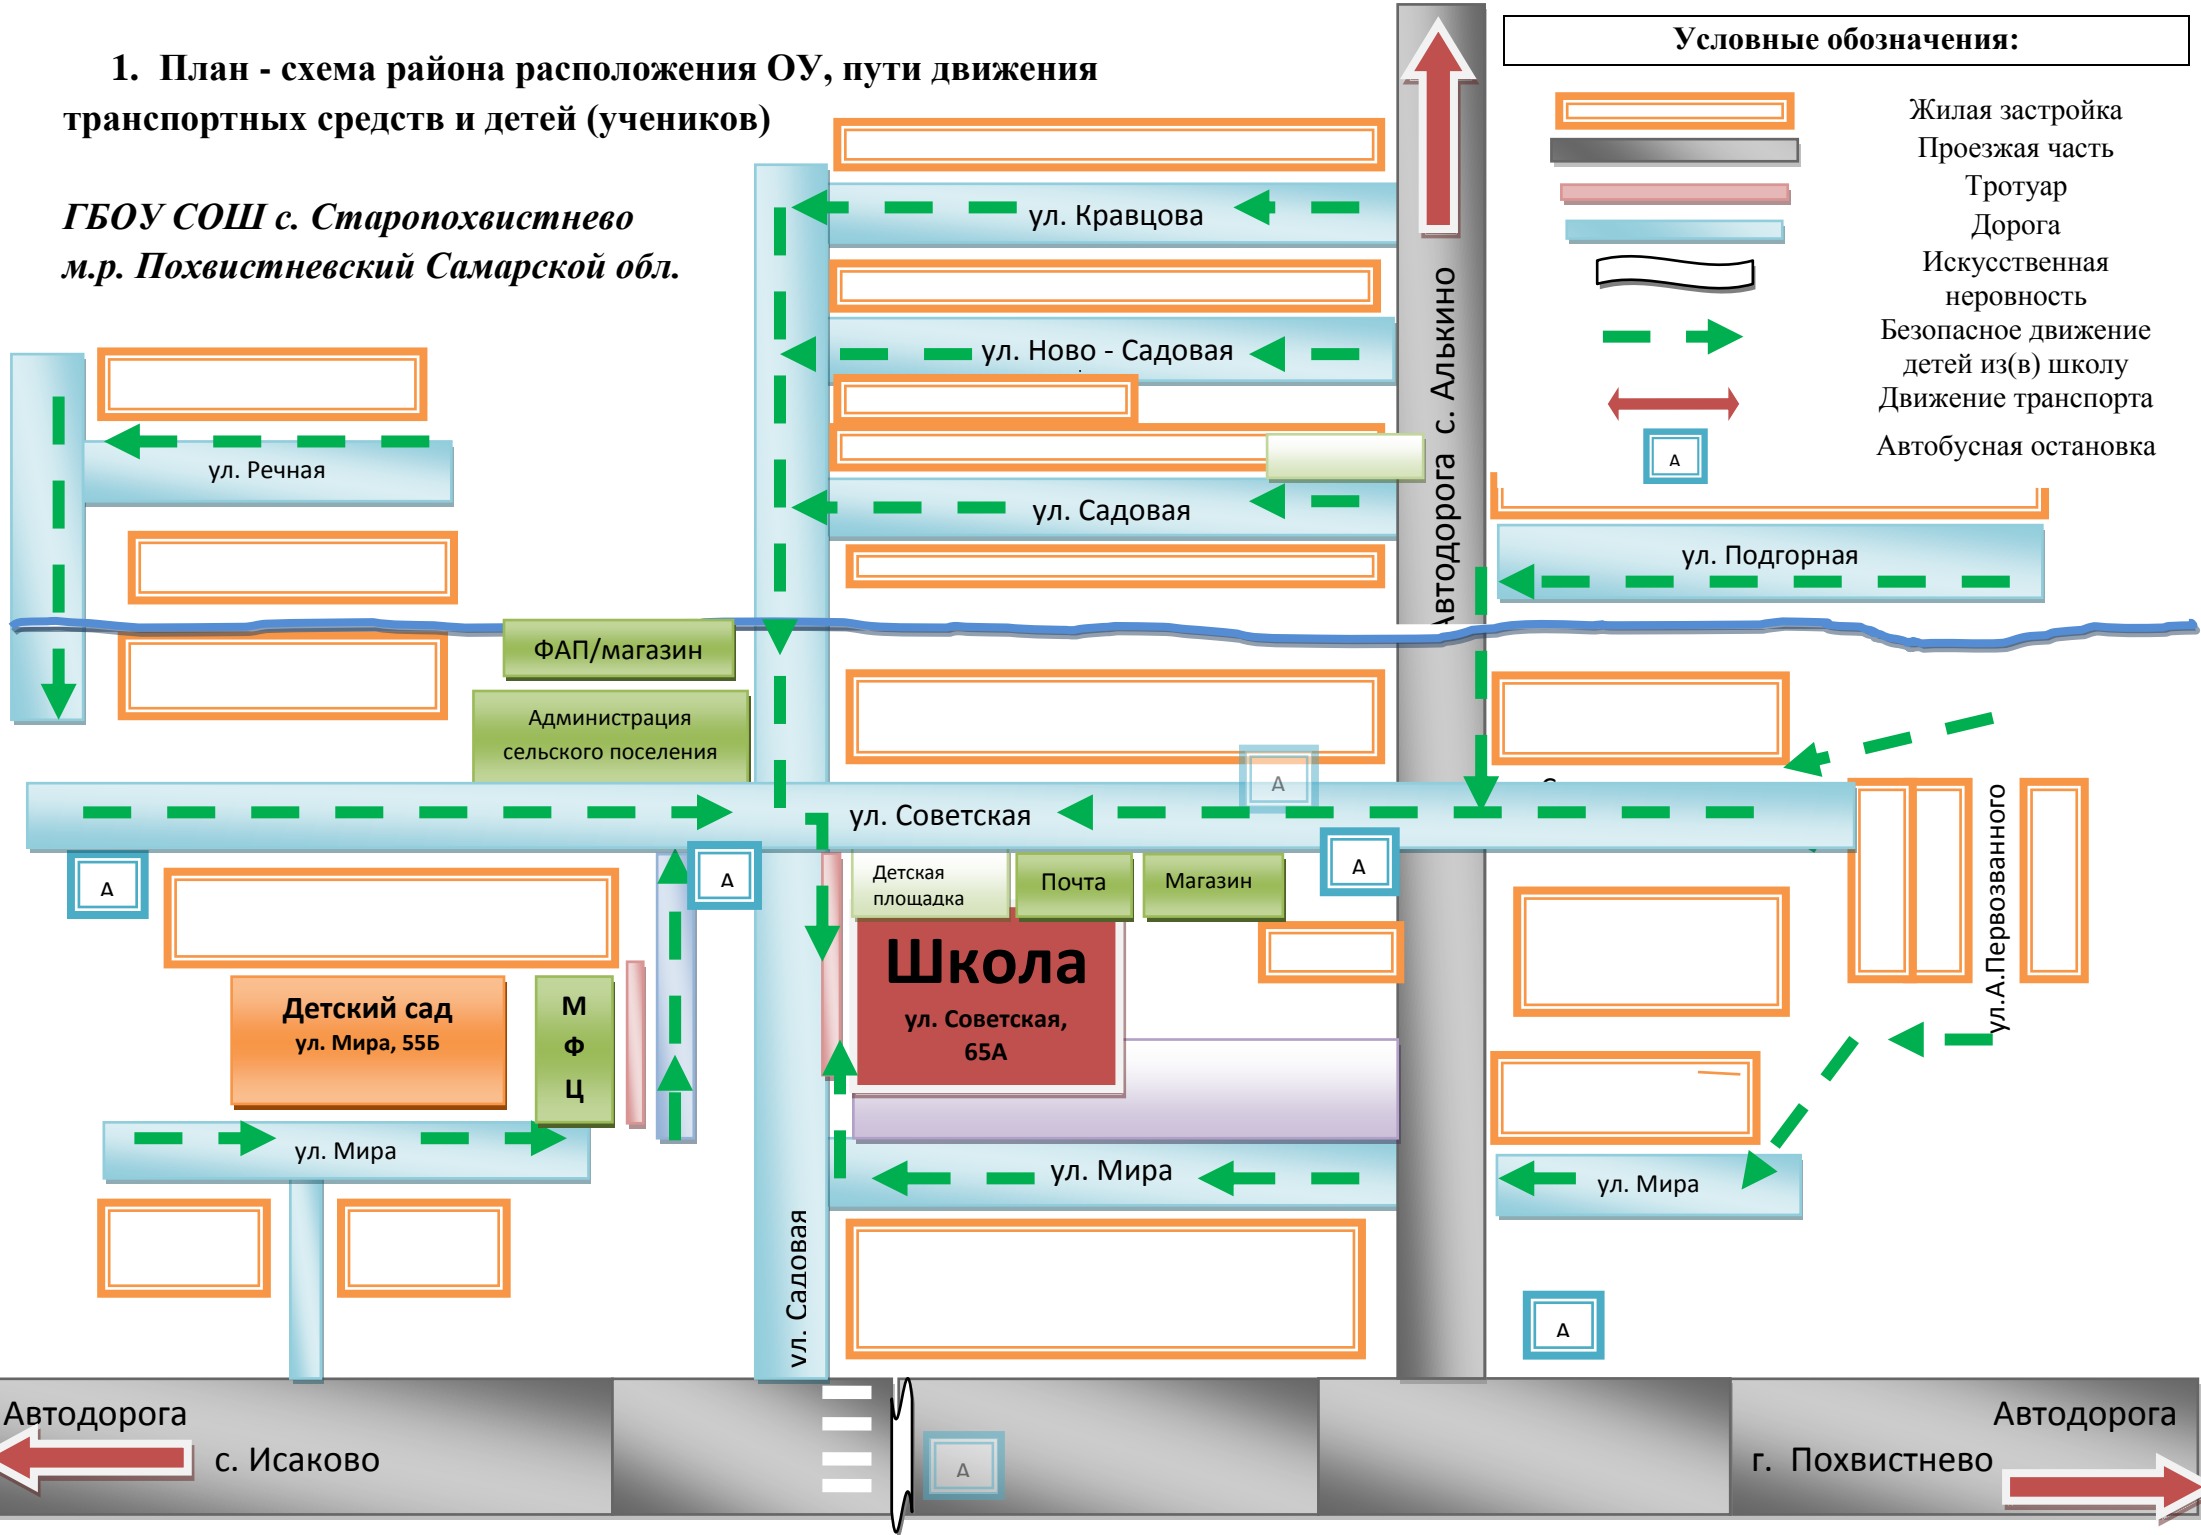 1. План - схема района расположения ОУ, пути движения
транспортных средств и детей (учеников)
ГБОУ СОШ с. Старопохвистнево
м.р. Похвистневский Самарской обл.
Условные обозначения:
Жилая застройка
Проезжая часть
Тротуар
Дорога
Искусственная
неровность
Безопасное движение
детей из(в) школу
Движение транспорта
А
Автобусная остановка
ул. Кравцова
ул. Ново - Садовая
ул. Садовая
Автодорога с. Алькино
ул. Подгорная
ул. Речная
ФАП/магазин
Администрация
сельского поселения
А
ул. Советская
А
А
А
Детская
площадка
Почта
Магазин
Школа
ул. Советская,
65А
Детский сад
ул. Мира, 55Б
М
Ф
Ц
ул.А.Первозванного
ул. Мира
ул. Мира
ул. Мира
ул. Садовая
А
Автодорога
с. Исаково
А
Автодорога
г. Похвистнево